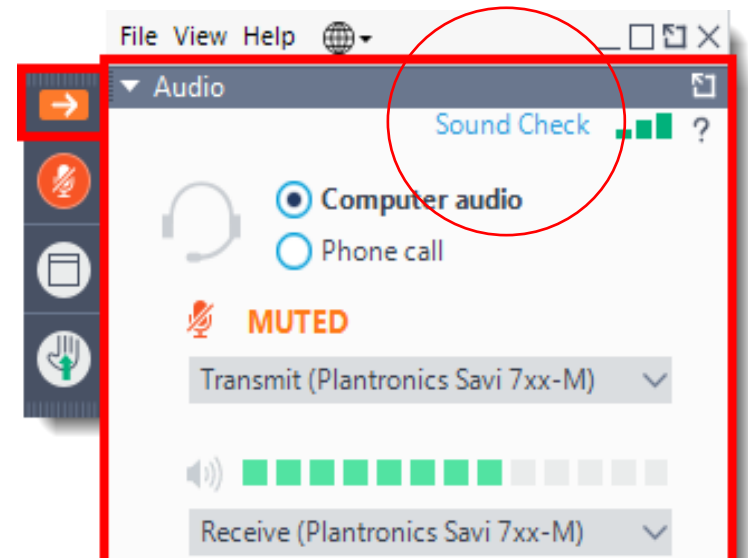 File View Help
Audio
Sound Check ?
Computer audio
Phone call
MUTED
Transmit (Plantronics Savi 7xx-M)
Receive (Plantronics Savi 7xx-M)